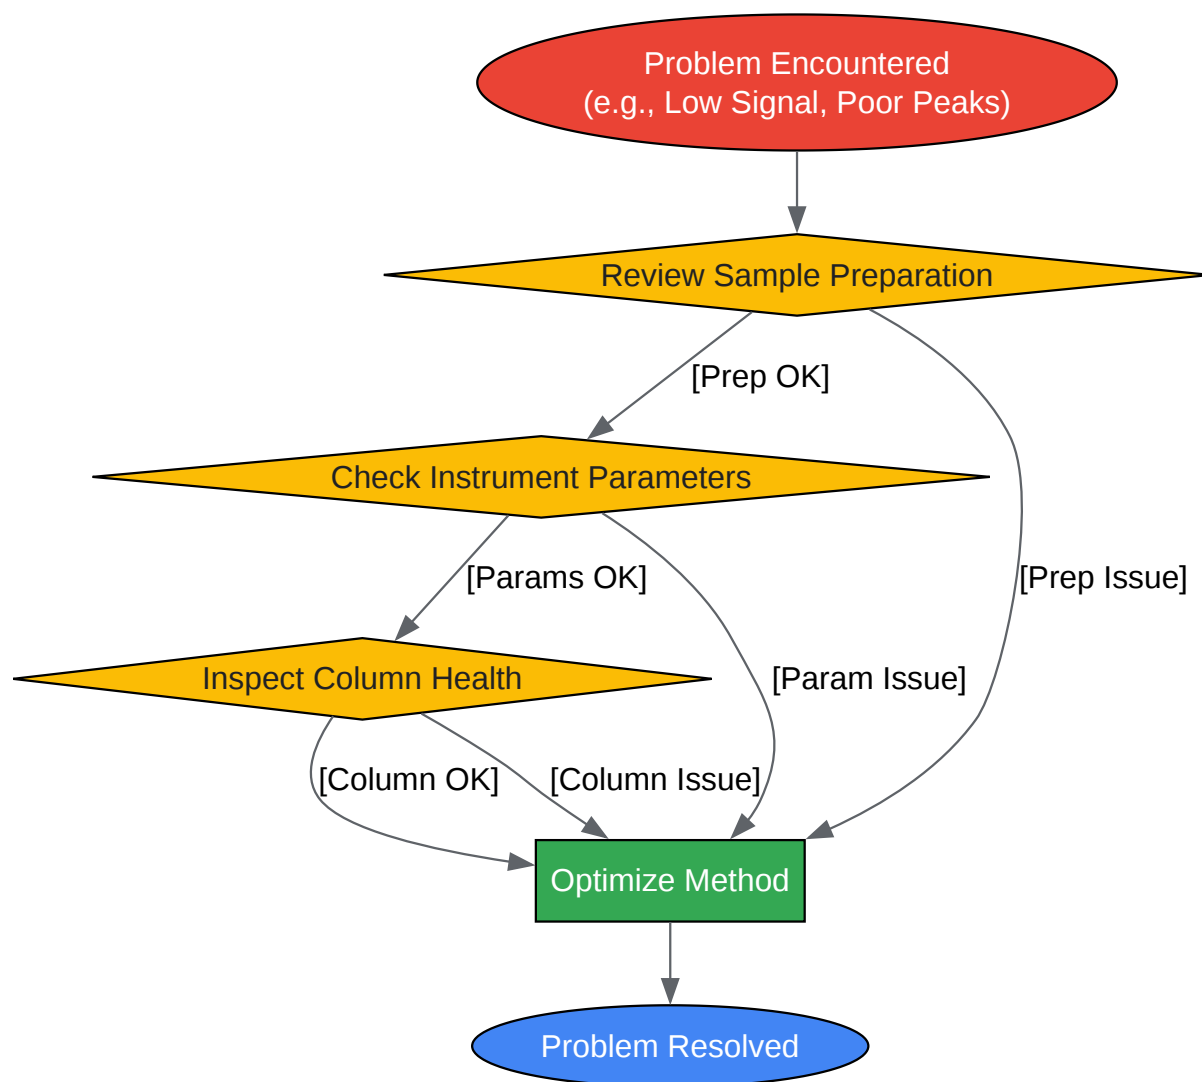 Problem Encountered
(e.g., Low Signal, Poor Peaks)
Review Sample Preparation
[Prep OK]
Check Instrument Parameters
[Params OK]
[Prep Issue]
Inspect Column Health
[Param Issue]
[Column OK]
[Column Issue]
Optimize Method
Problem Resolved